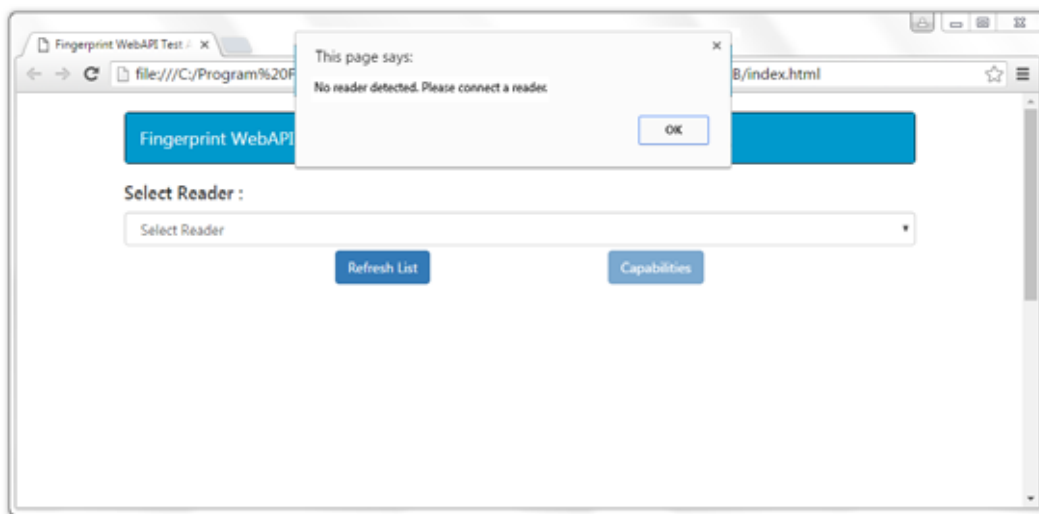 Fingerprint WebAPI Test
This page says:
No reader detected. Please connect a reader.
OK
file:///C:/Program%20F
B/index.html
Fingerprint WebAPI
Select Reader :
Select Reader
Refresh List
Capabilities